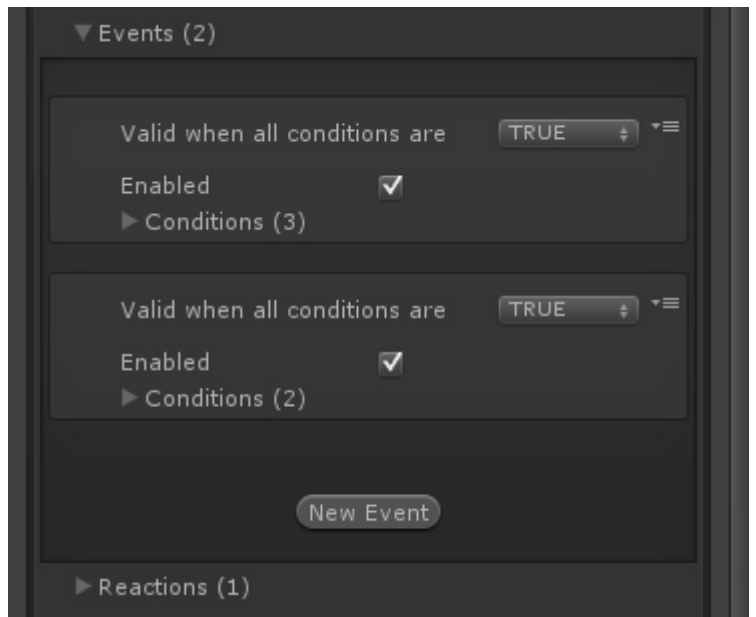 Events (2)
Valid when all conditions are TRUE
Enabled
Conditions (3)
Valid when all conditions are TRUE
Enabled
Conditions (2)
New Event
Reactions (1)